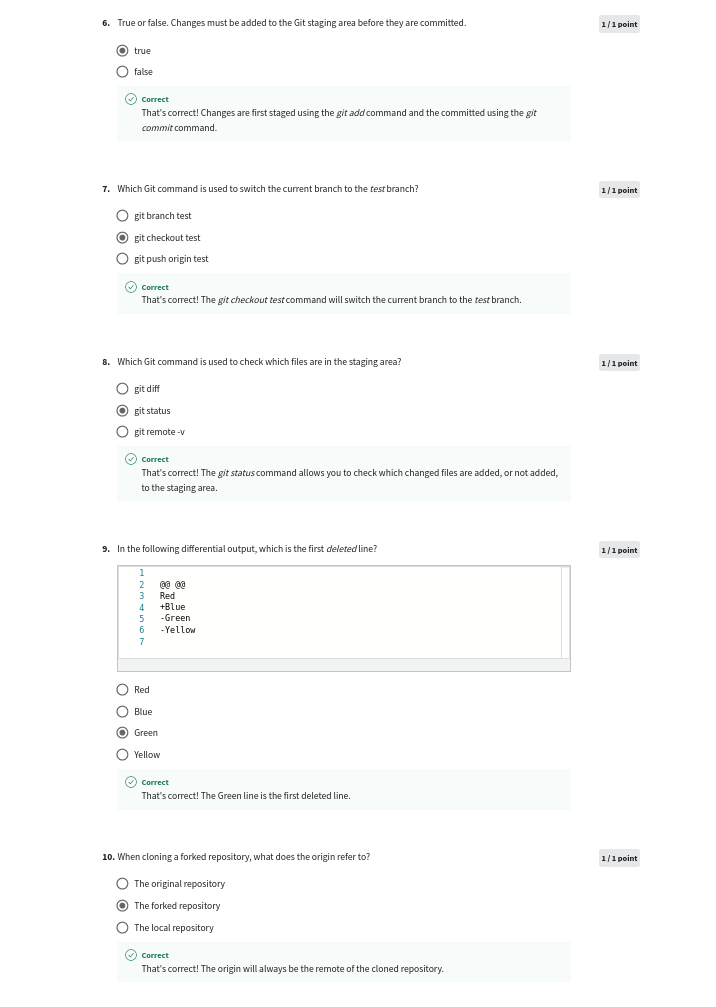 6. True or false. Changes must be added to the Git staging area before they are committed.
1 / 1 point
true
false
Correct
That's correct! Changes are first staged using the git add command and the committed using the git
commit command.
7. Which Git command is used to switch the current branch to the test branch?
1 / 1 point
git branch test
git checkout test
git push origin test
Correct
That's correct! The git checkout test command will switch the current branch to the test branch.
8. Which Git command is used to check which files are in the staging area?
1 / 1 point
git diff
git status
git remote -v
Correct
That's correct! The git status command allows you to check which changed files are added, or not added,
to the staging area.
9. In the following differential output, which is the first deleted line?
1 / 1 point
1
2 @@ @@
3 Red
4 +Blue
5 -Green
6 -Yellow
7
Red
Blue
Green
Yellow
Correct
That's correct! The Green line is the first deleted line.
10. When cloning a forked repository, what does the origin refer to?
1 / 1 point
The original repository
The forked repository
The local repository
Correct
That's correct! The origin will always be the remote of the cloned repository.